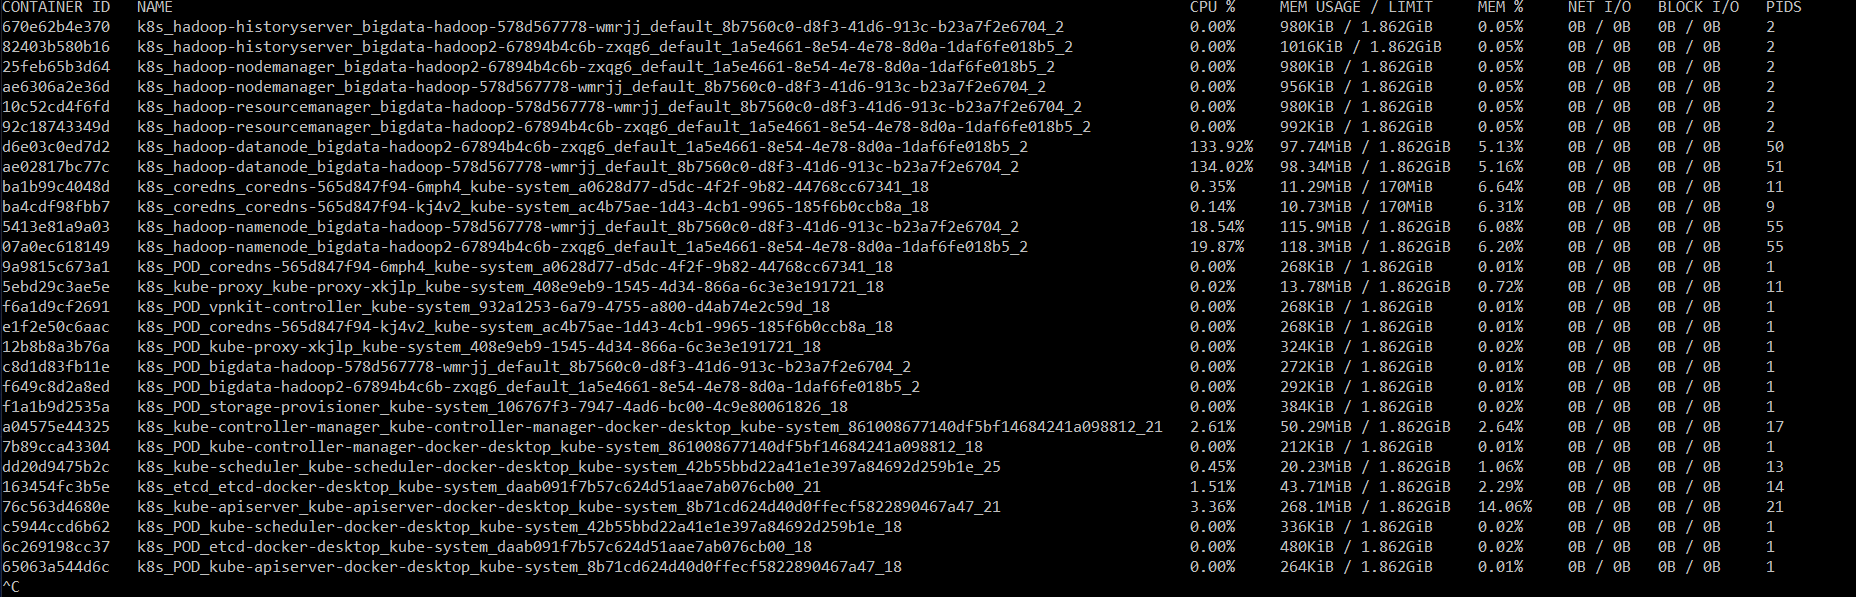 CONTAINER ID NAME CPU % MEM USAGE / LIMIT MEM % NET I/O BLOCK I/O PIDS
670e62b4e370 k8s_hadoop-historyserver_bigdata-hadoop-578d567778-wmrjj_default_8b7560c0-d8f3-41d6-913c-b23a7f2e6704_2 0.00% 980KiB / 1.862GiB 0.05% 0B / 0B 0B / 0B 2
82403b580b16 k8s_hadoop-historyserver_bigdata-hadoop2-67894b4c6b-zxqg6_default_1a5e4661-8e54-4e78-8d0a-1daf6fe018b5_2 0.00% 1016KiB / 1.862GiB 0.05% 0B / 0B 0B / 0B 2
25feb65b3d64 k8s_hadoop-nodemanager_bigdata-hadoop2-67894b4c6b-zxqg6_default_1a5e4661-8e54-4e78-8d0a-1daf6fe018b5_2 0.00% 980KiB / 1.862GiB 0.05% 0B / 0B 0B / 0B 2
ae6306a2e36d k8s_hadoop-nodemanager_bigdata-hadoop-578d567778-wmrjj_default_8b7560c0-d8f3-41d6-913c-b23a7f2e6704_2 0.00% 956KiB / 1.862GiB 0.05% 0B / 0B 0B / 0B 2
10c52cd4f6fd k8s_hadoop-resourcemanager_bigdata-hadoop-578d567778-wmrjj_default_8b7560c0-d8f3-41d6-913c-b23a7f2e6704_2 0.00% 980KiB / 1.862GiB 0.05% 0B / 0B 0B / 0B 2
92c18743349d k8s_hadoop-resourcemanager_bigdata-hadoop2-67894b4c6b-zxqg6_default_1a5e4661-8e54-4e78-8d0a-1daf6fe018b5_2 0.00% 992KiB / 1.862GiB 0.05% 0B / 0B 0B / 0B 2
d6e03c0ed7d2 k8s_hadoop-datanode_bigdata-hadoop2-67894b4c6b-zxqg6_default_1a5e4661-8e54-4e78-8d0a-1daf6fe018b5_2 133.92% 97.74MiB / 1.862GiB 5.13% 0B / 0B 0B / 0B 50
ae02817bc77c k8s_hadoop-datanode_bigdata-hadoop-578d567778-wmrjj_default_8b7560c0-d8f3-41d6-913c-b23a7f2e6704_2 134.02% 98.34MiB / 1.862GiB 5.16% 0B / 0B 0B / 0B 51
ba1b99c4048d k8s_coredns_coredns-565d847f94-6mph4_kube-system_a0628d77-d5dc-4f2f-9b82-44768cc67341_18 0.35% 11.29MiB / 170MiB 6.64% 0B / 0B 0B / 0B 11
ba4cdf98fbb7 k8s_coredns_coredns-565d847f94-kj4v2_kube-system_ac4b75ae-1d43-4cb1-9965-185f6b0ccb8a_18 0.14% 10.73MiB / 170MiB 6.31% 0B / 0B 0B / 0B 9
5413e81a9a03 k8s_hadoop-namenode_bigdata-hadoop-578d567778-wmrjj_default_8b7560c0-d8f3-41d6-913c-b23a7f2e6704_2 18.54% 115.9MiB / 1.862GiB 6.08% 0B / 0B 0B / 0B 55
07a0ec618149 k8s_hadoop-namenode_bigdata-hadoop2-67894b4c6b-zxqg6_default_1a5e4661-8e54-4e78-8d0a-1daf6fe018b5_2 19.87% 118.3MiB / 1.862GiB 6.20% 0B / 0B 0B / 0B 55
9a9815c673a1 k8s_POD_coredns-565d847f94-6mph4_kube-system_a0628d77-d5dc-4f2f-9b82-44768cc67341_18 0.00% 268KiB / 1.862GiB 0.01% 0B / 0B 0B / 0B 1
5ebd29c3ae5e k8s_kube-proxy_kube-proxy-xkjlp_kube-system_408e9eb9-1545-4d34-866a-6c3e3e191721_18 0.02% 13.78MiB / 1.862GiB 0.72% 0B / 0B 0B / 0B 11
f6a1d9cf2691 k8s_POD_vpnkit-controller_kube-system_932a1253-6a79-4755-a800-d4ab74e2c59d_18 0.00% 268KiB / 1.862GiB 0.01% 0B / 0B 0B / 0B 1
e1f2e50c6aac k8s_POD_coredns-565d847f94-kj4v2_kube-system_ac4b75ae-1d43-4cb1-9965-185f6b0ccb8a_18 0.00% 268KiB / 1.862GiB 0.01% 0B / 0B 0B / 0B 1
12b8b8a3b76a k8s_POD_kube-proxy-xkjlp_kube-system_408e9eb9-1545-4d34-866a-6c3e3e191721_18 0.00% 324KiB / 1.862GiB 0.02% 0B / 0B 0B / 0B 1
c8d1d83fb11e k8s_POD_bigdata-hadoop-578d567778-wmrjj_default_8b7560c0-d8f3-41d6-913c-b23a7f2e6704_2 0.00% 272KiB / 1.862GiB 0.01% 0B / 0B 0B / 0B 1
f649c8d2a8ed k8s_POD_bigdata-hadoop2-67894b4c6b-zxqg6_default_1a5e4661-8e54-4e78-8d0a-1daf6fe018b5_2 0.00% 292KiB / 1.862GiB 0.01% 0B / 0B 0B / 0B 1
f1a1b9d2535a k8s_POD_storage-provisioner_kube-system_106767f3-7947-4ad6-bc00-4c9e80061826_18 0.00% 384KiB / 1.862GiB 0.02% 0B / 0B 0B / 0B 1
a04575e44325 k8s_kube-controller-manager_kube-controller-manager-docker-desktop_kube-system_861008677140df5bf14684241a098812_21 2.61% 50.29MiB / 1.862GiB 2.64% 0B / 0B 0B / 0B 17
7b89cca43304 k8s_POD_kube-controller-manager-docker-desktop_kube-system_861008677140df5bf14684241a098812_18 0.00% 212KiB / 1.862GiB 0.01% 0B / 0B 0B / 0B 1
dd20d9475b2c k8s_kube-scheduler_kube-scheduler-docker-desktop_kube-system_42b55bbd22a41e1e397a84692d259b1e_25 0.45% 20.23MiB / 1.862GiB 1.06% 0B / 0B 0B / 0B 13
163454fc3b5e k8s_etcd_etcd-docker-desktop_kube-system_daab091f7b57c624d51aae7ab076cb00_21 1.51% 43.71MiB / 1.862GiB 2.29% 0B / 0B 0B / 0B 14
76c563d4680e k8s_kube-apiserver_kube-apiserver-docker-desktop_kube-system_8b71cd624d40d0ffecf5822890467a47_21 3.36% 268.1MiB / 1.862GiB 14.06% 0B / 0B 0B / 0B 21
c5944ccd6b62 k8s_POD_kube-scheduler-docker-desktop_kube-system_42b55bbd22a41e1e397a84692d259b1e_18 0.00% 336KiB / 1.862GiB 0.02% 0B / 0B 0B / 0B 1
6c269198cc37 k8s_POD_etcd-docker-desktop_kube-system_daab091f7b57c624d51aae7ab076cb00_18 0.00% 480KiB / 1.862GiB 0.02% 0B / 0B 0B / 0B 1
65063a544d6c k8s_POD_kube-apiserver-docker-desktop_kube-system_8b71cd624d40d0ffecf5822890467a47_18 0.00% 264KiB / 1.862GiB 0.01% 0B / 0B 0B / 0B 1
^C